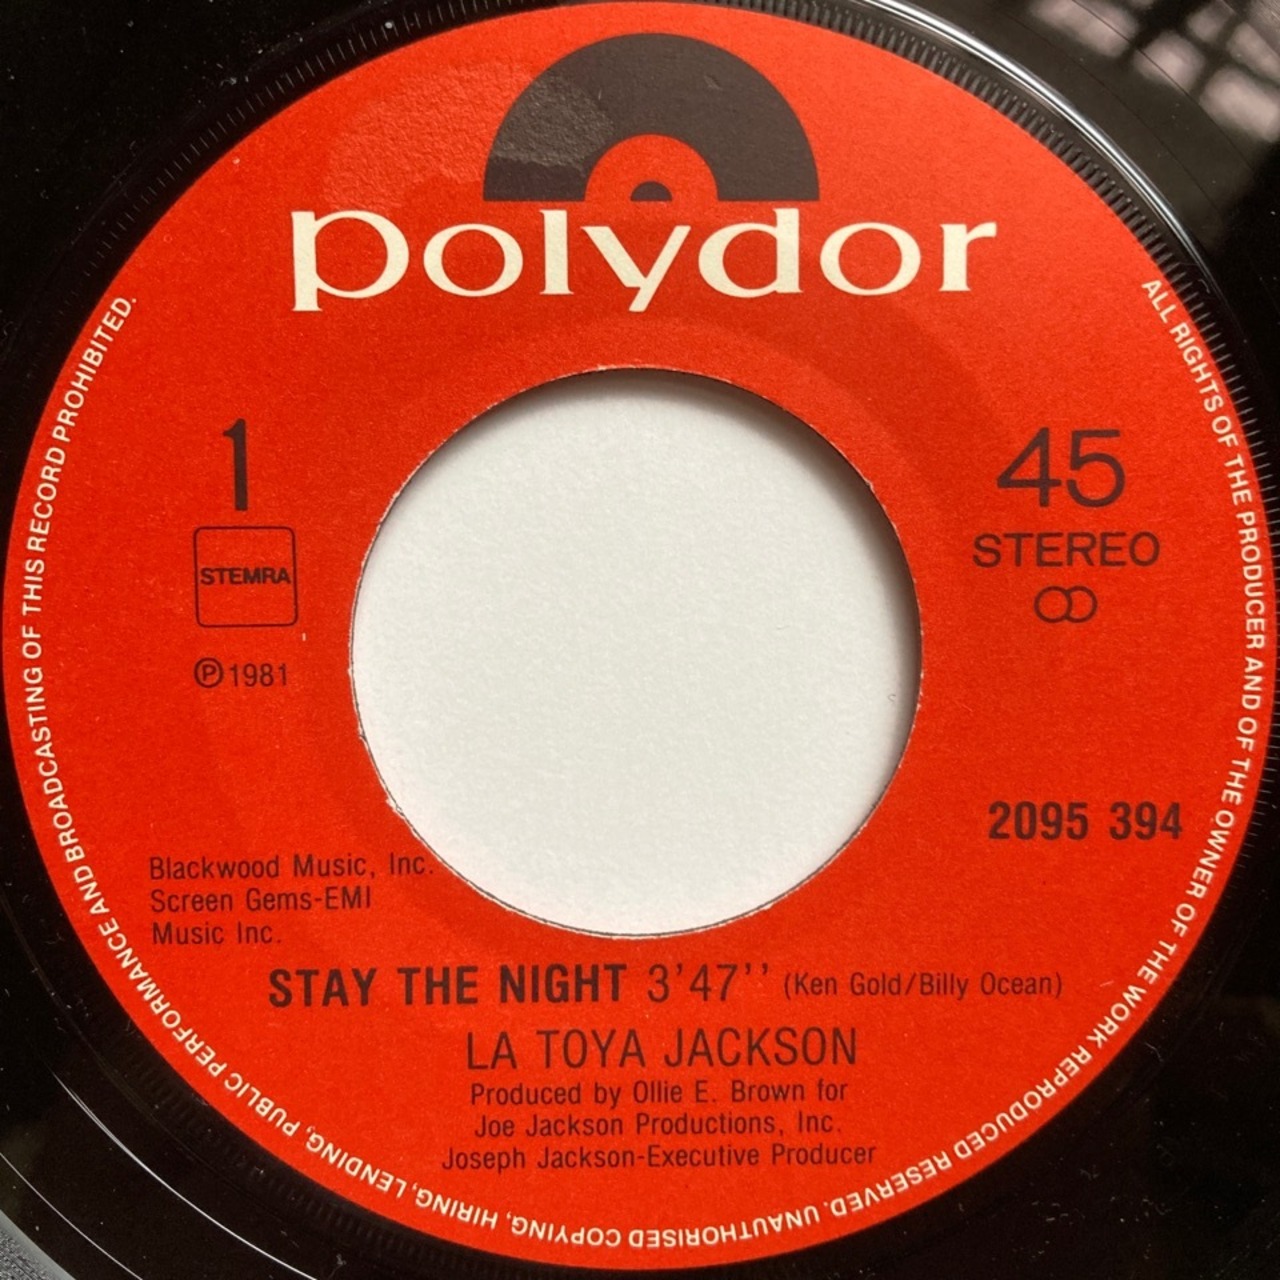 polydor
1
STEMRA
Ⓟ1981
45
STEREO
2095 394
Blackwood Music, Inc.
Screen Gems-EMI
Music Inc.
STAY THE NIGHT 3'47'' (Ken Gold/Billy Ocean)
LA TOYA JACKSON
Produced by Ollie E. Brown for
Joe Jackson Productions, Inc.
Joseph Jackson-Executive Producer
ALL RIGHTS OF THE PRODUCER AND OF THE OWNER OF THE WORK REPRODUCED RESERVED. UNAUTHORISED COPYING, HIRING, LENDING, PUBLIC PERFORMANCE AND BROADCASTING OF THIS RECORD PROHIBITED.